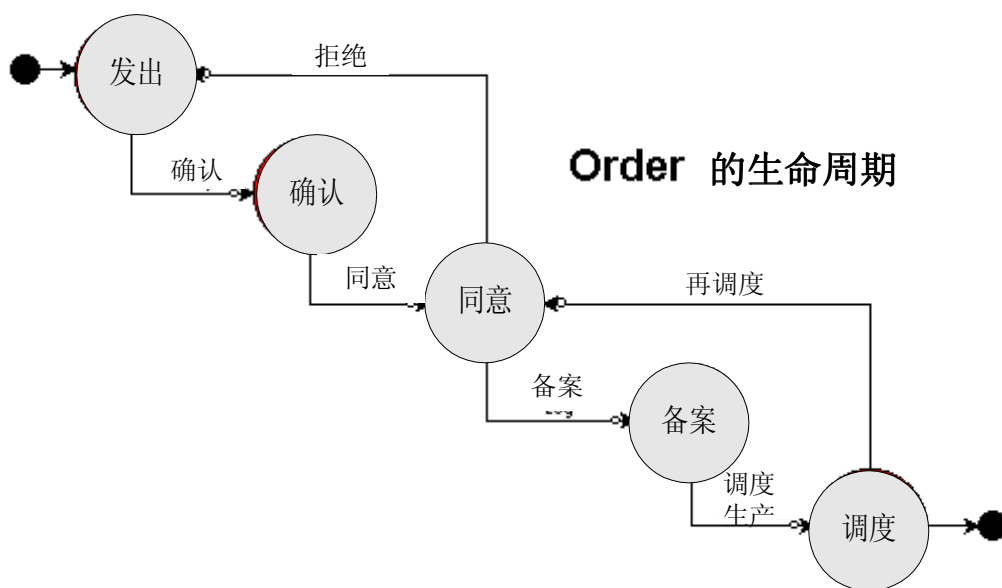 拒绝
发出
确认
确认
Order 的生命周期
同意
再调度
同意
备案
备案
调度
生产
调度